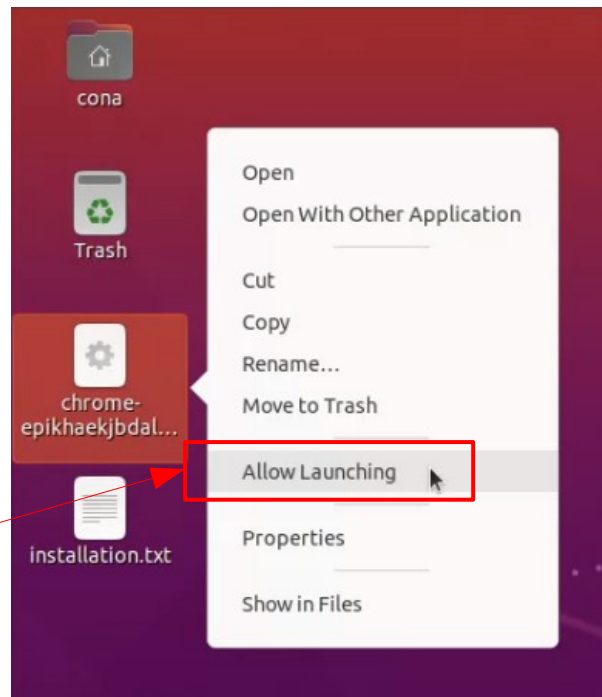 cona
Trash
chrome-
epikhaekjbdal...
installation.txt
Open
Open With Other Application
Cut
Copy
Rename...
Move to Trash
Allow Launching
Properties
Show in Files